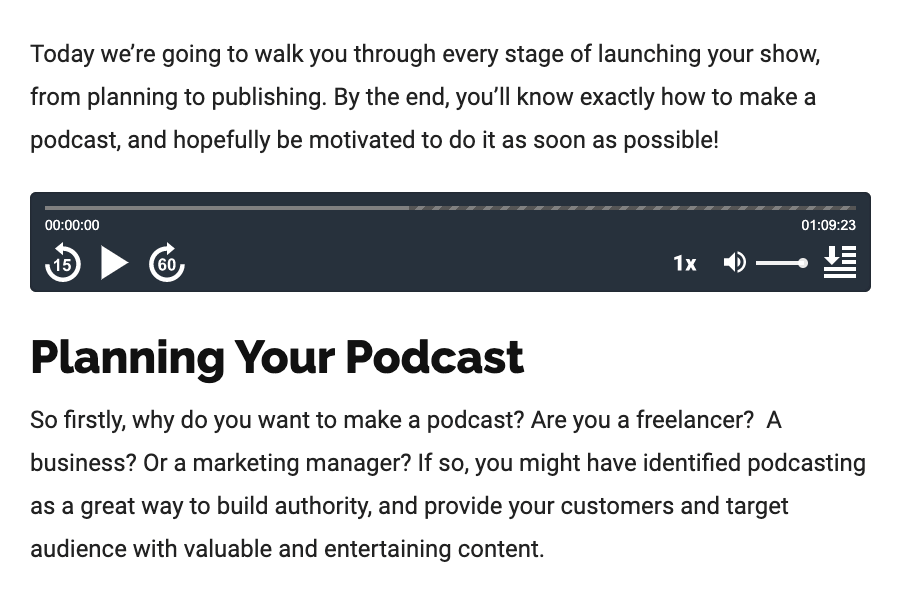 Today we’re going to walk you through every stage of launching your show,
from planning to publishing. By the end, you’ll know exactly how to make a
podcast, and hopefully be motivated to do it as soon as possible!
00:00:00 01:09:23
15 60 1x
Planning Your Podcast
So firstly, why do you want to make a podcast? Are you a freelancer?  A
business? Or a marketing manager? If so, you might have identified podcasting
as a great way to build authority, and provide your customers and target
audience with valuable and entertaining content.